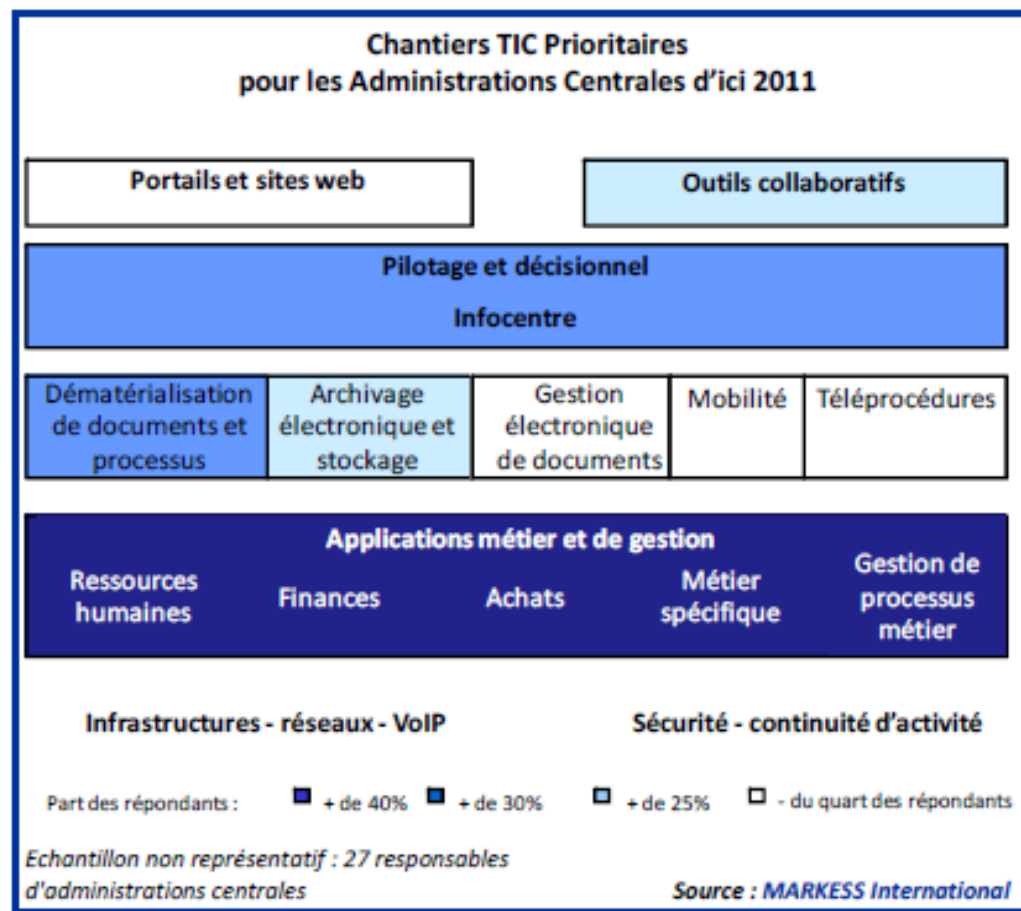 Chantiers TIC Prioritaires
pour les Administrations Centrales d'ici 2011
Portails et sites web
Outils collaboratifs
Pilotage et décisionnel
Infocentre
Dématérialisation
de documents et
processus
Archivage
électronique et
stockage
Gestion
électronique
de documents
Mobilité
Téléprocédures
Applications métier et de gestion
Ressources
humaines
Finances
Achats
Métier
spécifique
Gestion de
processus
métier
Infrastructures - réseaux - VoIP
Sécurité - continuité d'activité
Part des répondants : + de 40% + de 30% + de 25% - du quart des répondants
Echantillon non représentatif : 27 responsables
d'administrations centrales
Source : MARKESS International